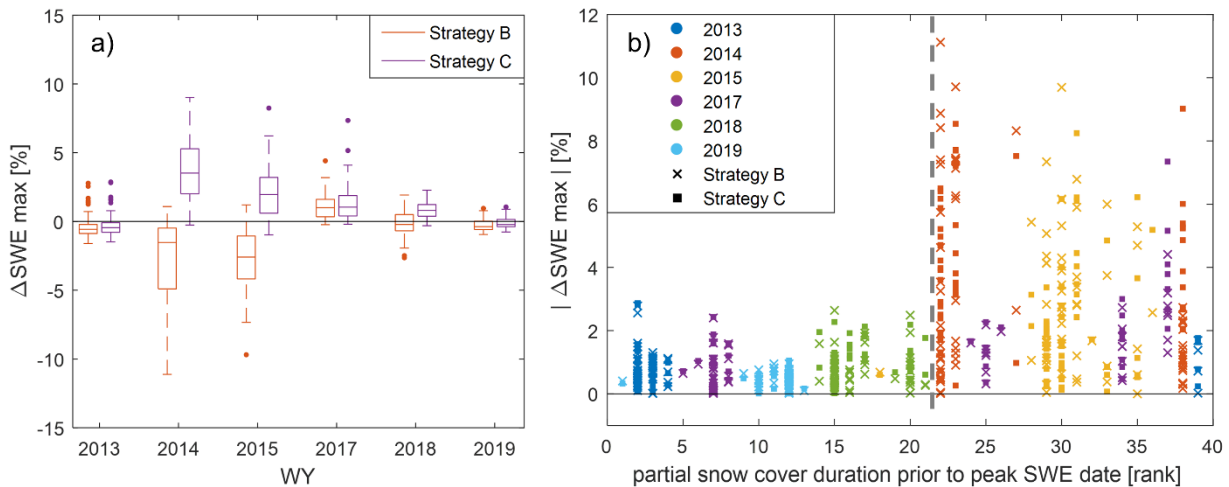 a)
Strategy B
Strategy C
ΔSWE max [%]
15
10
5
0
-5
-10
-15
2013 2014 2015 2017 2018 2019
WY
b)
2013
2014
2015
2017
2018
2019
Strategy B
Strategy C
| ΔSWE max | [%]
12
10
8
6
4
2
0
0 5 10 15 20 25 30 35 40
partial snow cover duration prior to peak SWE date [rank]